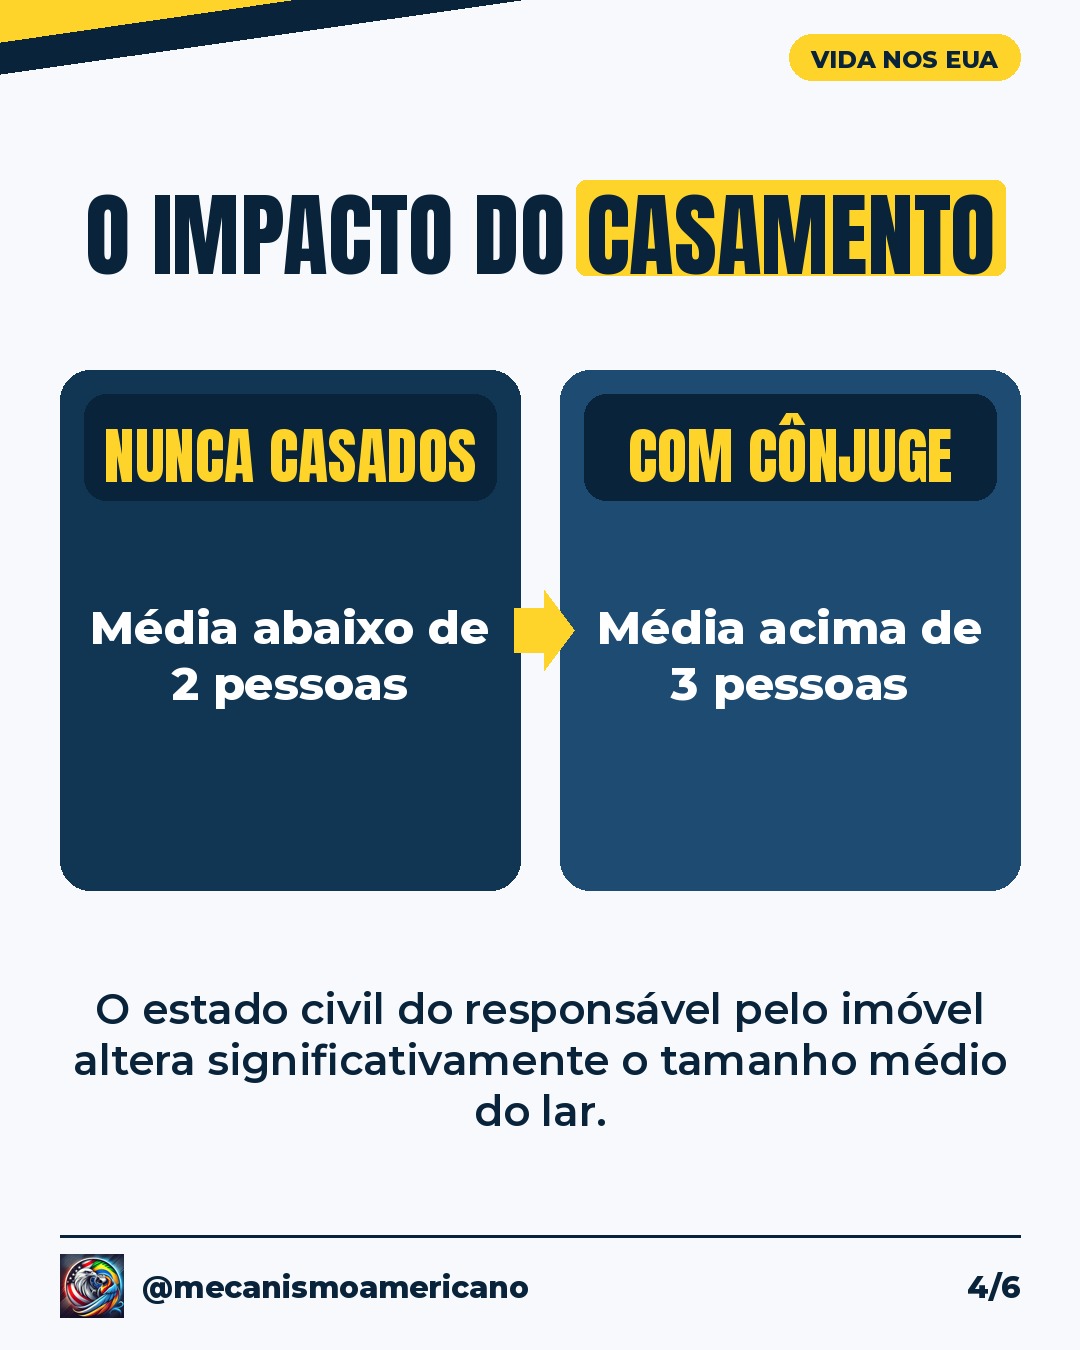 VIDA NOS EUA
O IMPACTO DO CASAMENTO
NUNCA CASADOS
Média abaixo de
2 pessoas
COM CÔNJUGE
Média acima de
3 pessoas
O estado civil do responsável pelo imóvel
altera significativamente o tamanho médio
do lar.
@mecanismoamericano
4/6